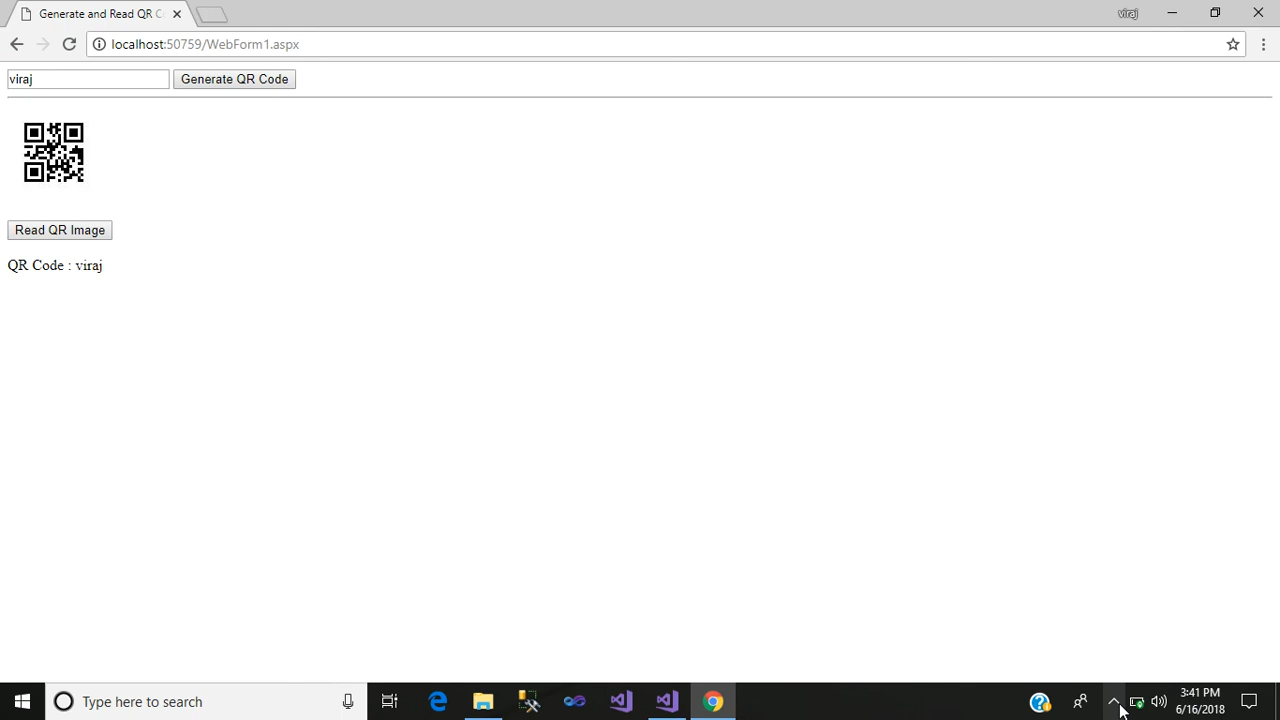 Generate and Read QR C
viraj
localhost:50759/WebForm1.aspx
viraj
Generate QR Code
Read QR Image
QR Code : viraj
Type here to search
3:41 PM
6/16/2018